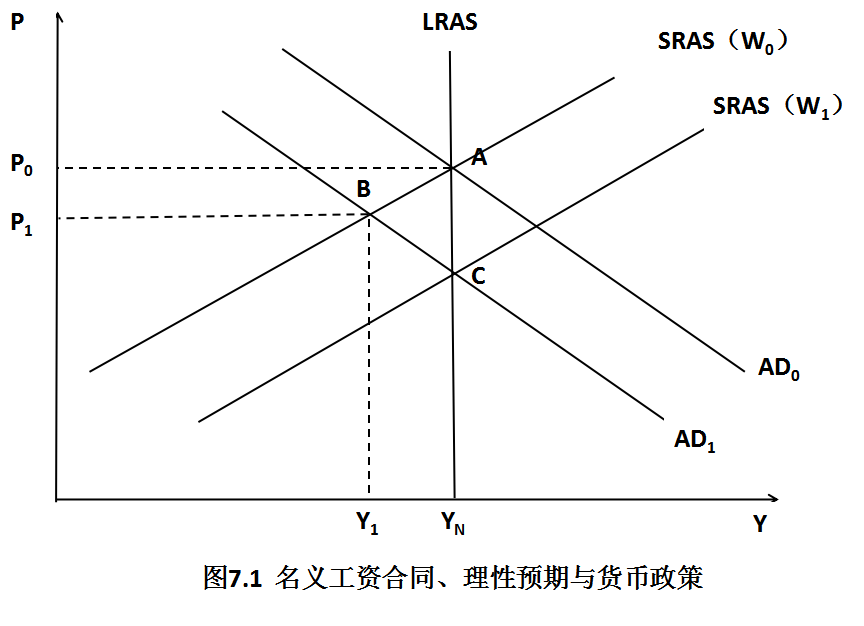 P
LRAS
SRAS（W0）
SRAS（W1）
P0
A
B
P1
C
AD0
AD1
Y1
YN
Y
图7.1 名义工资合同、理性预期与货币政策